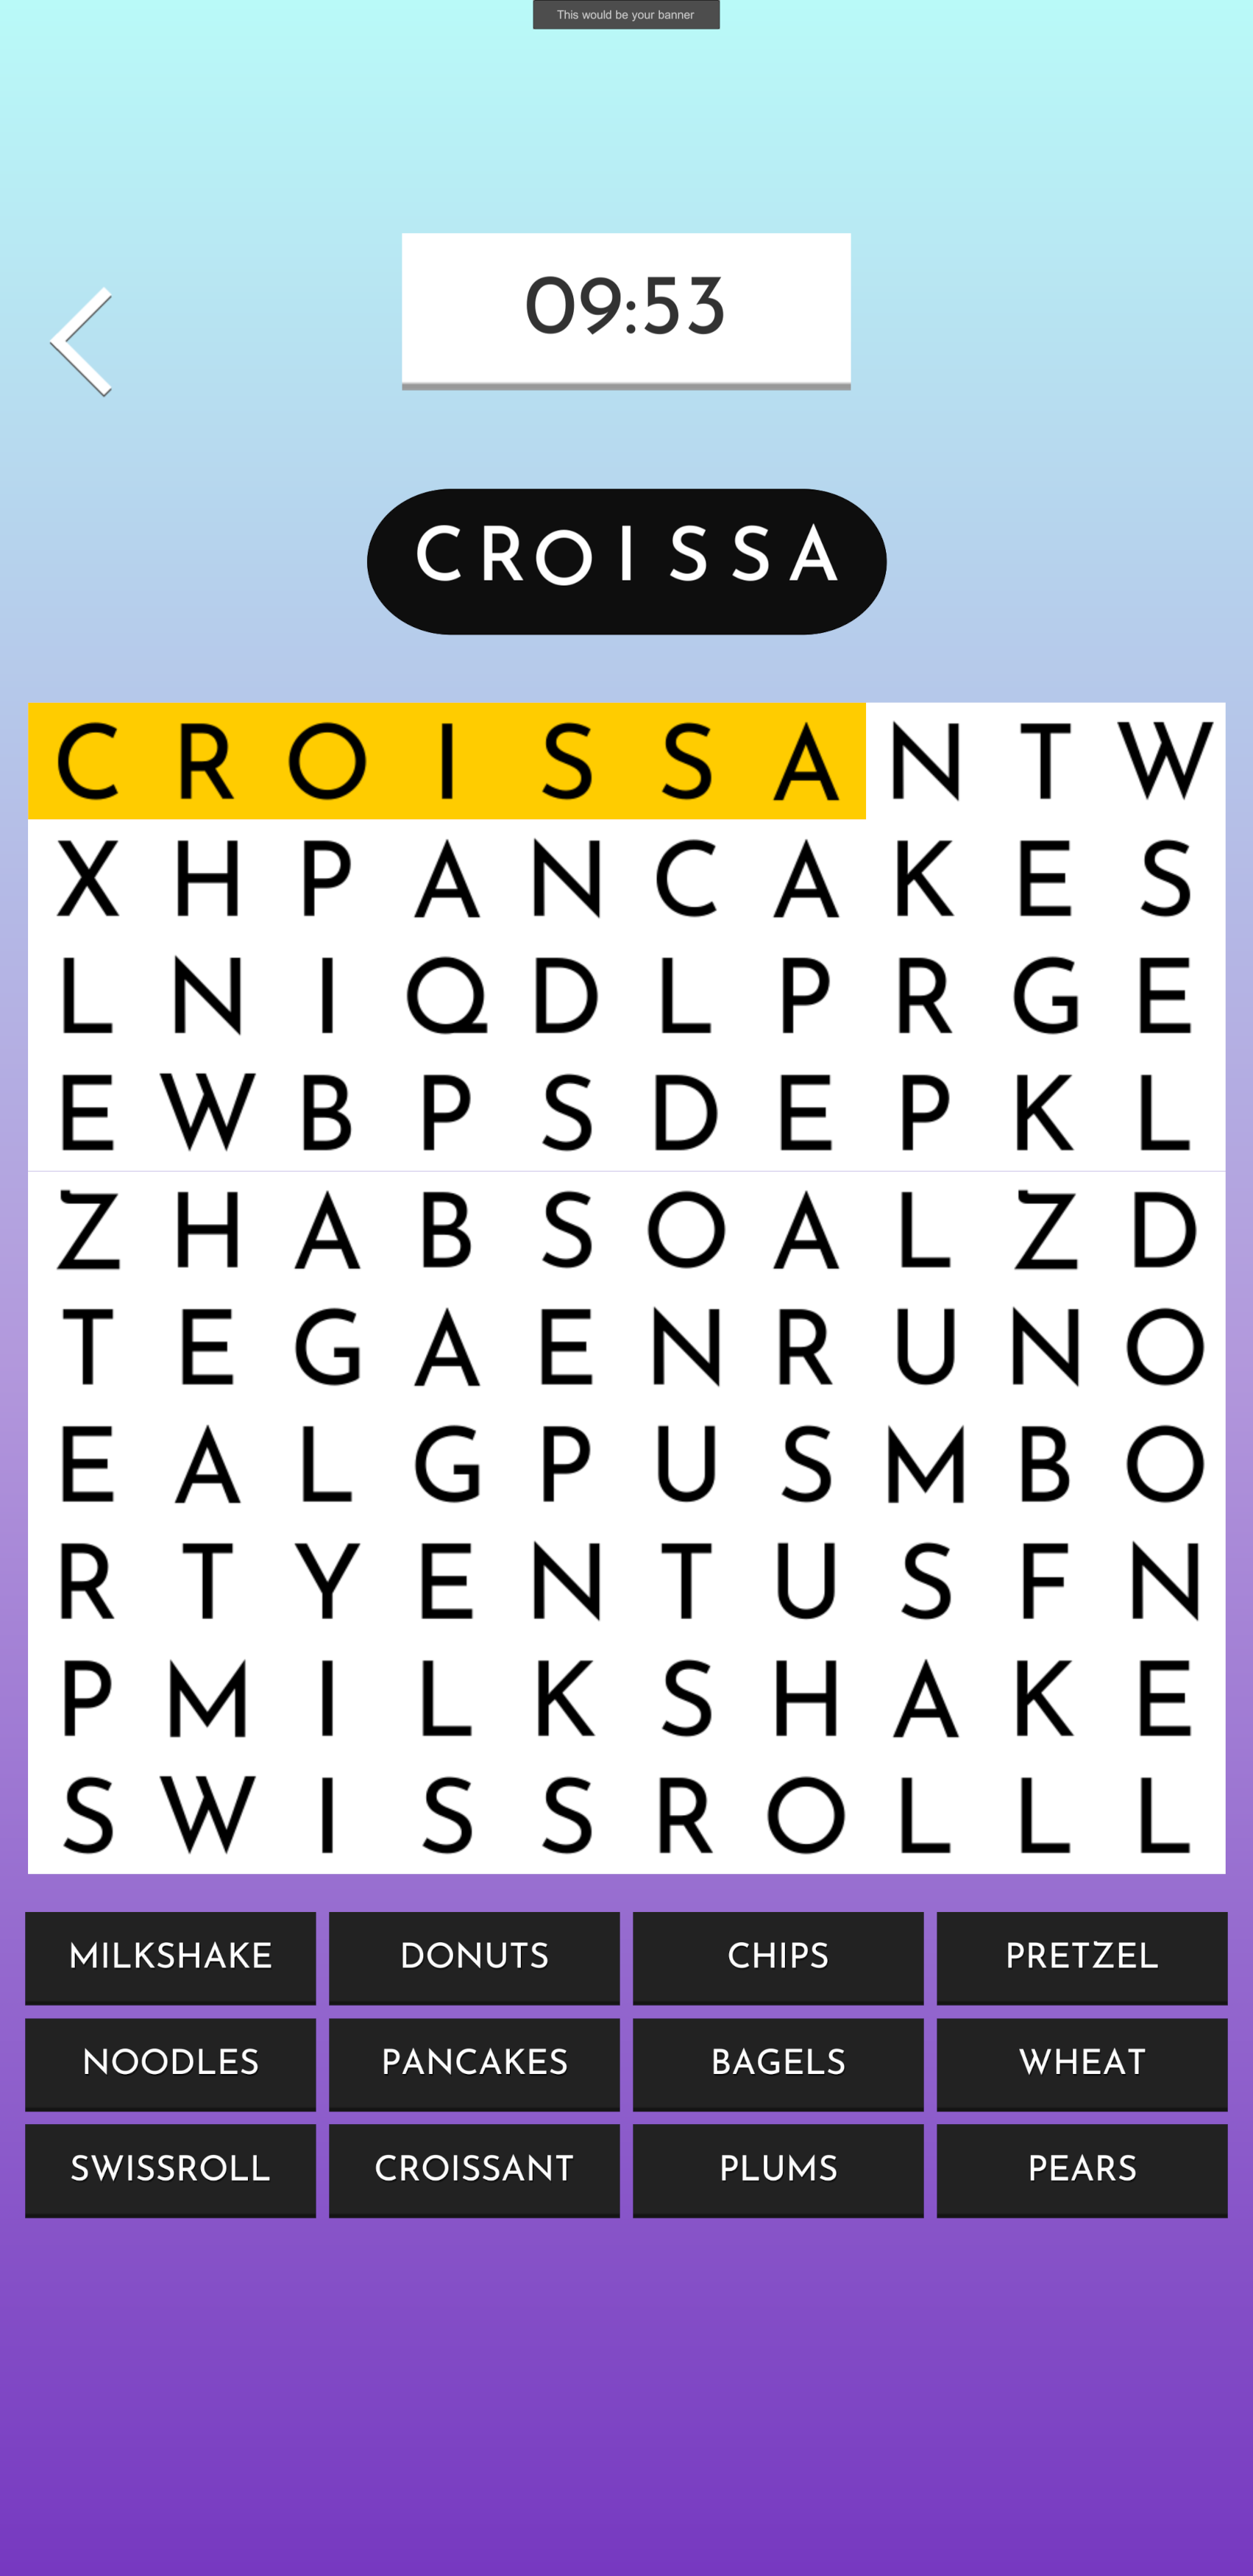 This would be your banner
09:53
CROISSA
C R O I S S A N T W
X H P A N C A K E S
L N I Q D L P R G E
E W B P S D E P K L
Z H A B S O A L Z D
T E G A E N R U N O
E A L G P U S M B O
R T Y E N T U S F N
P M I L K S H A K E
S W I S S R O L L L
MILKSHAKE DONUTS CHIPS PRETZEL
NOODLES PANCAKES BAGELS WHEAT
SWISSROLL CROISSANT PLUMS PEARS